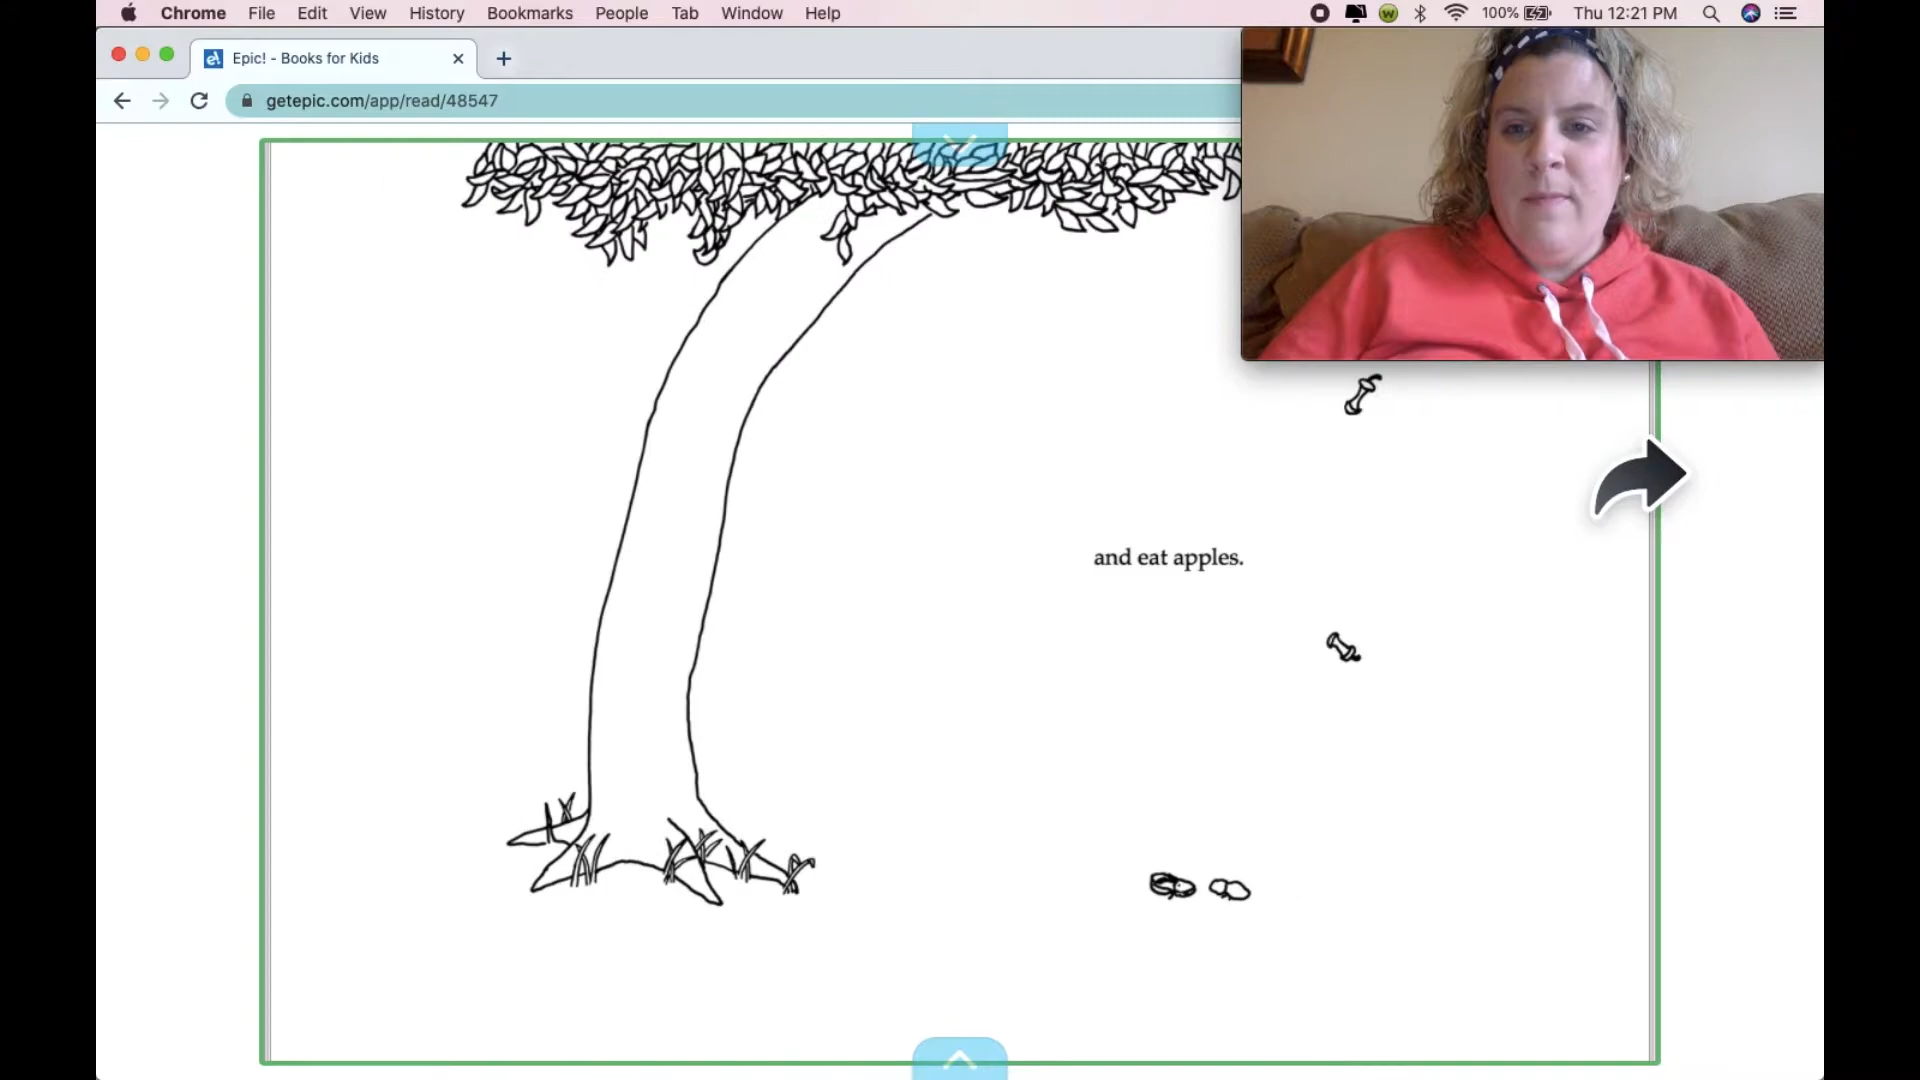 Chrome File Edit View History Bookmarks People Tab Window Help 100% Thu 12:21 PM
Epic! - Books for Kids
getepic.com/app/read/48547
and eat apples.